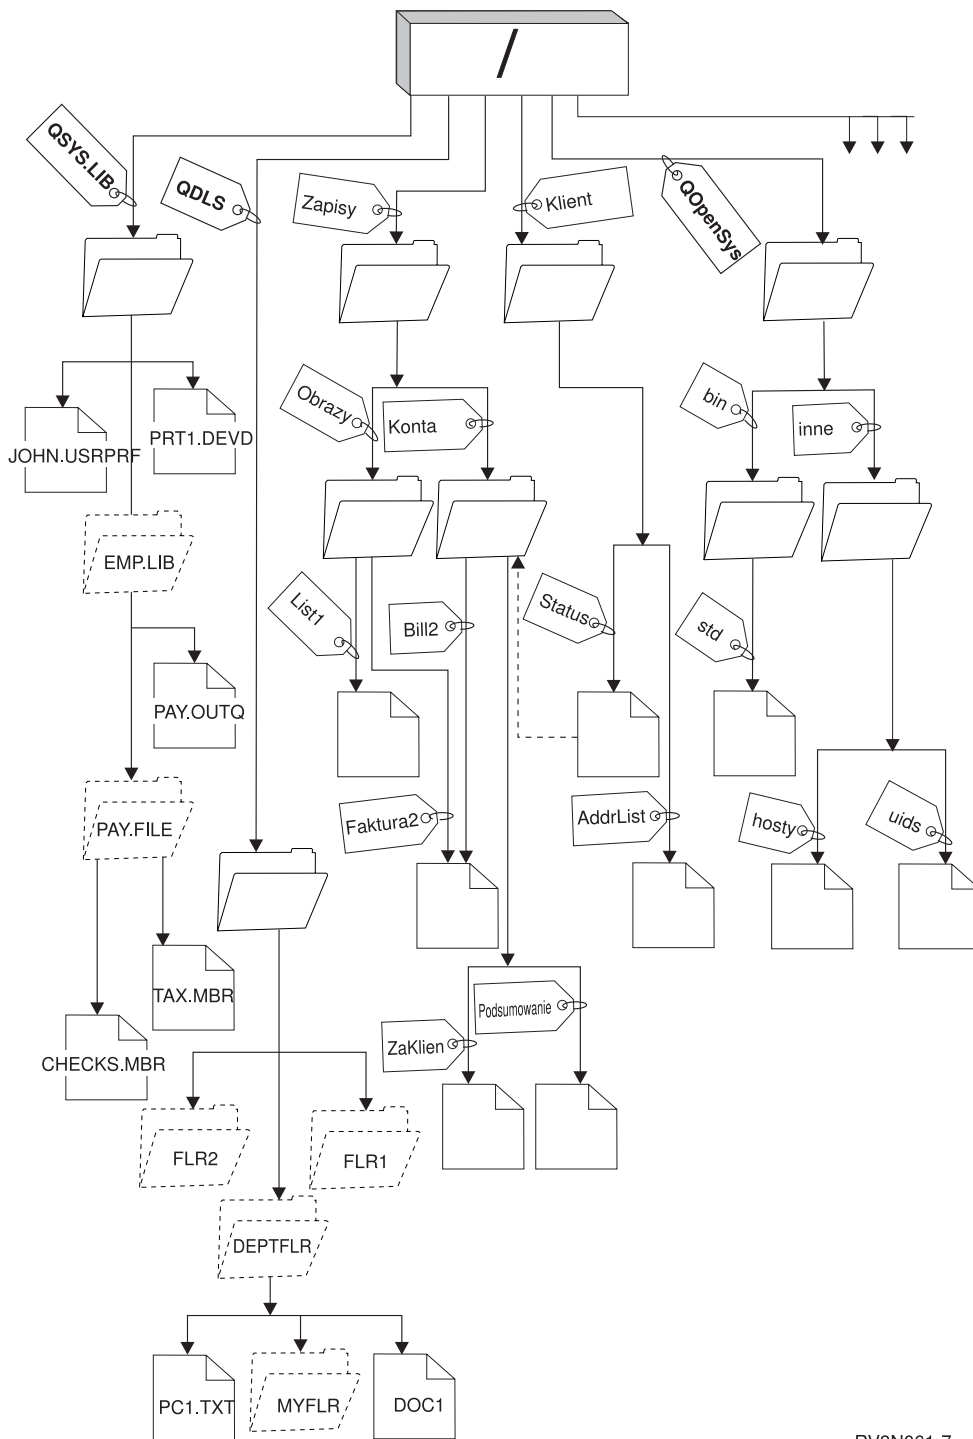 /
QSYS.LIB
QDLS
Zapisy
Klient
QOpenSys
Obrazy
Konta
bin
inne
JOHN.USRPRF
PRT1.DEVD
EMP.LIB
List1
Bill2
Status
std
PAY.OUTQ
PAY.FILE
Faktura2
AddrList
hosty
uids
TAX.MBR
Podsumowanie
ZaKlien
CHECKS.MBR
FLR2
FLR1
DEPTFLR
PC1.TXT
MYFLR
DOC1